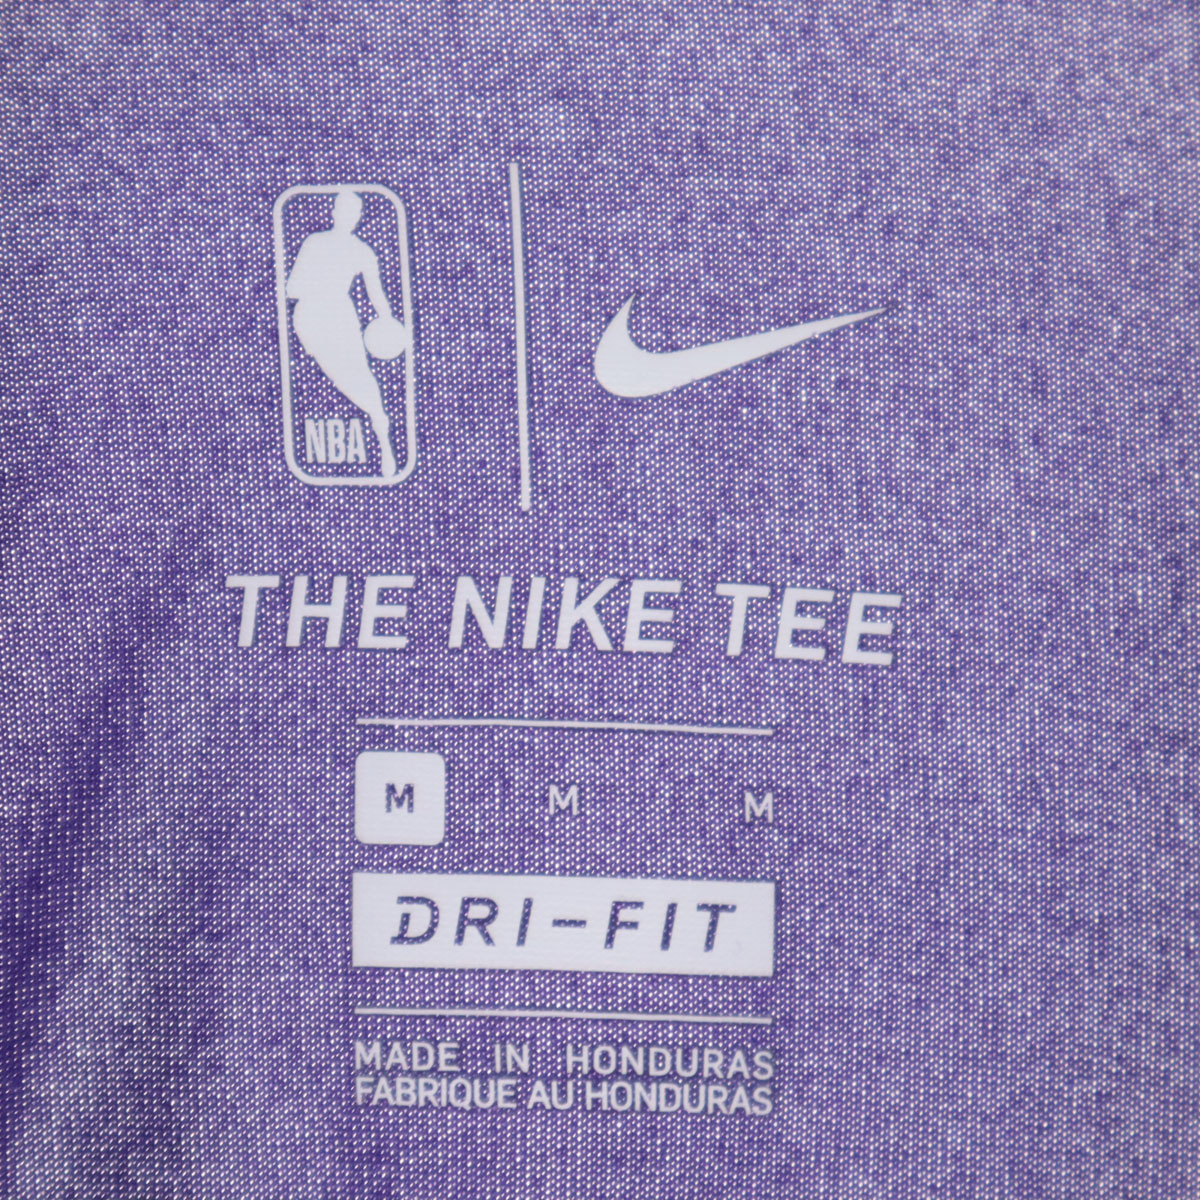 NBA
THE NIKE TEE
M M M
DRI-FIT
MADE IN HONDURAS
FABRIQUE AU HONDURAS